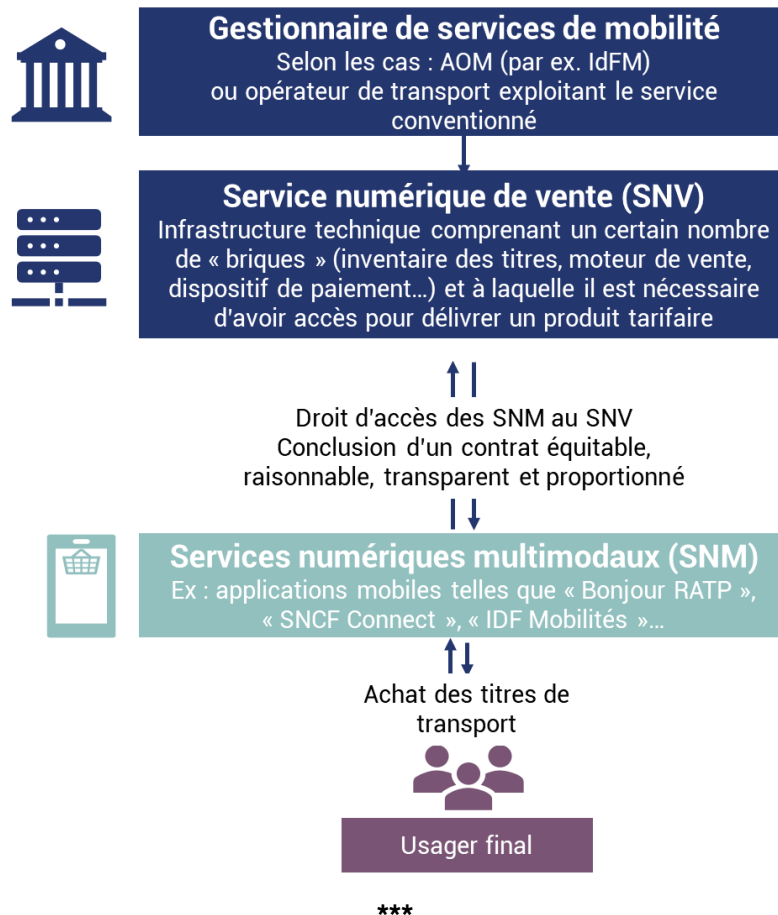 Gestionnaire de services de mobilité
Selon les cas : AOM (par ex. IdFM)
ou opérateur de transport exploitant le service
conventionné
Service numérique de vente (SNV)
Infrastructure technique comprenant un certain nombre
de « briques » (inventaire des titres, moteur de vente,
dispositif de paiement…) et à laquelle il est nécessaire
d'avoir accès pour délivrer un produit tarifaire
Droit d'accès des SNM au SNV
Conclusion d'un contrat équitable,
raisonnable, transparent et proportionné
Services numériques multimodaux (SNM)
Ex : applications mobiles telles que « Bonjour RATP »,
« SNCF Connect », « IDF Mobilités »…
Achat des titres de
transport
Usager final
***